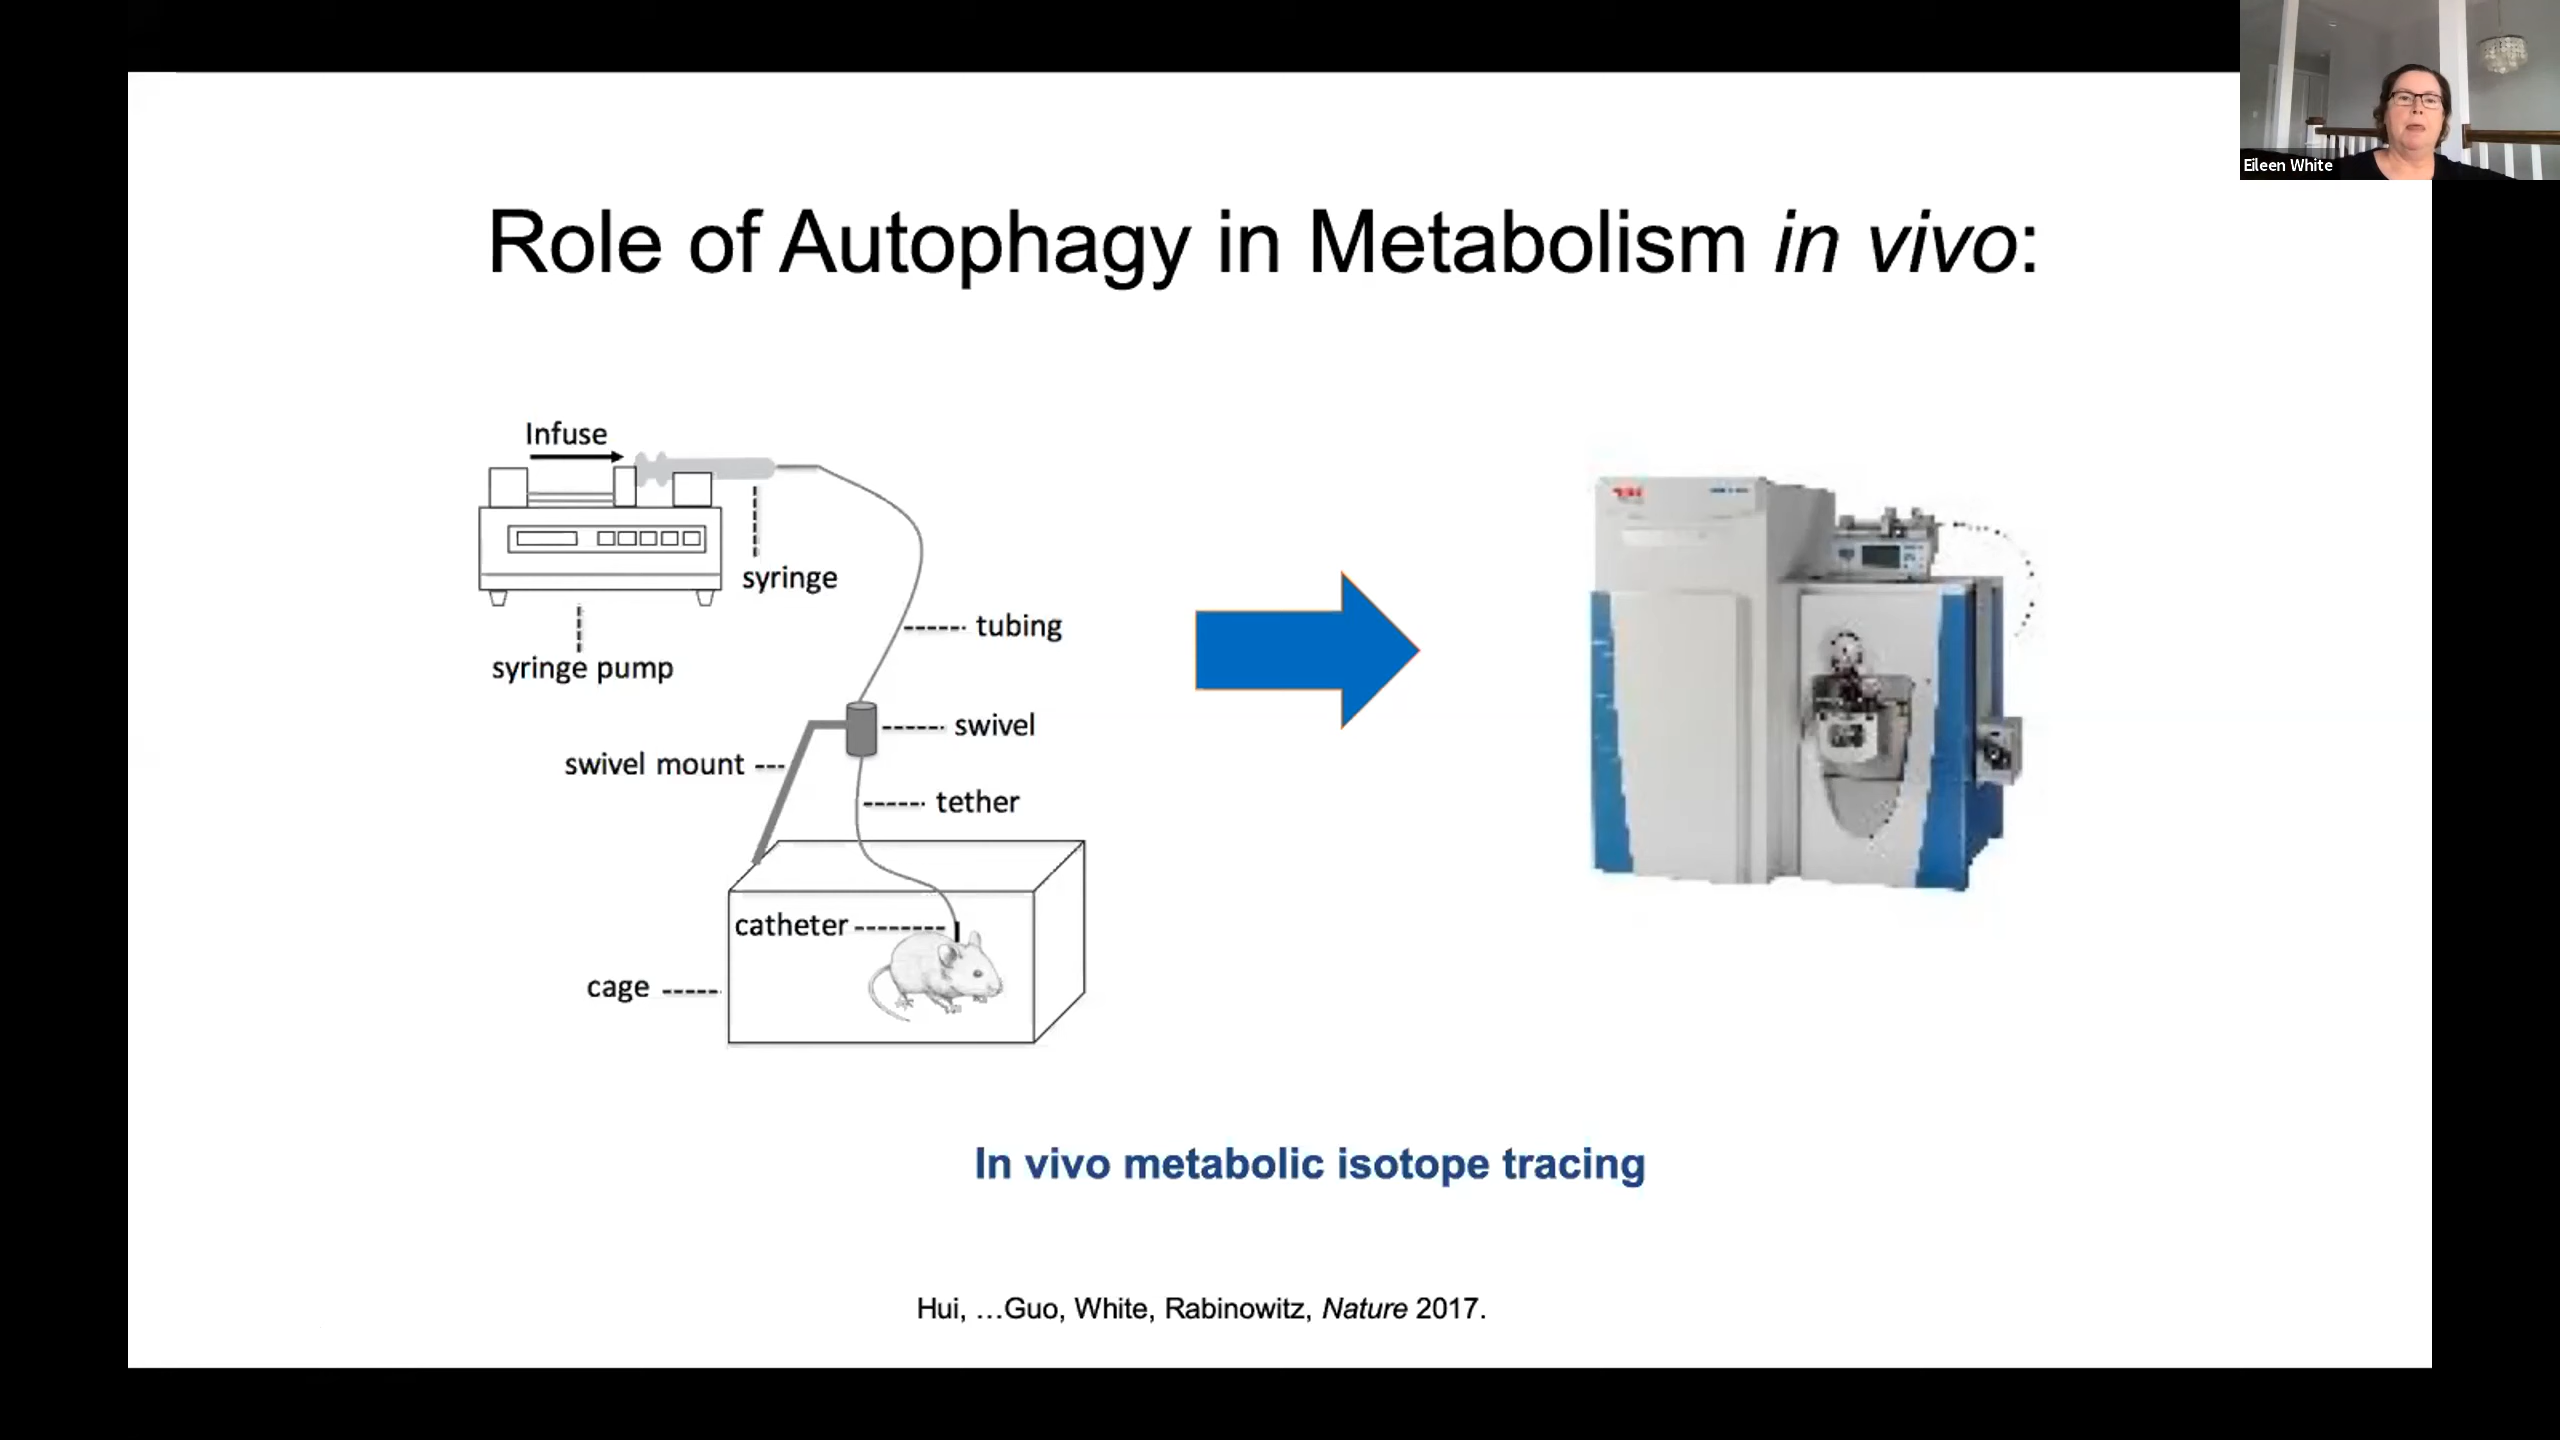 Eileen White
Role of Autophagy in Metabolism in vivo:
Infuse
syringe
syringe pump
tubing
swivel
swivel mount
tether
catheter
cage
In vivo metabolic isotope tracing
Hui, …Guo, White, Rabinowitz, Nature 2017.